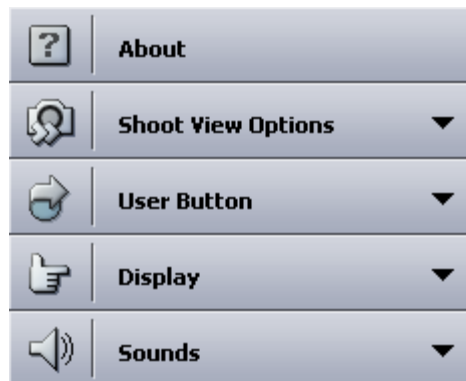 About
Shoot View Options
User Button
Display
Sounds